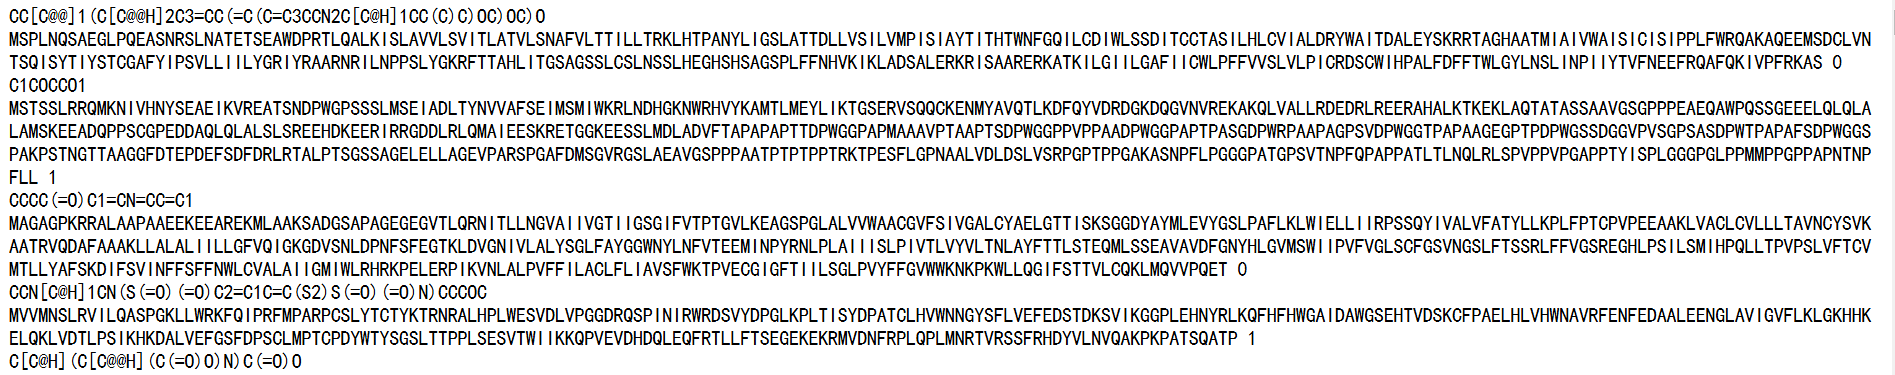 CC[C@@]1(C[C@@H]2C3=CC(=C(C=C3CCN2C[C@H]1CC(C)C)OC)OC)O
MSPLNQSAEGLPQEASNRSLNATETSEAWDPRTLQALKISLAVVLSVITLATVLSNAFVLTTILLTRKLHTPANYLIGSLATTDLLVSILVMPISIAYTITHTWNFGQILCDIWLSSDITCCTASILHLCVIALDRYWAITDALEYSKRRTAGHAATMIAIVWAISICISIPPLFWRQAKAQEEMSDCLVN
TSQISYTIYSTCGAFYIPSVLLIILYGRIYRAARNRILNPPSLYGKRFTTAHLITGSAGSSLCSLNSSLHEGHSHSAGSPLFFNHVKIKLADSALERKRISAARERKATKILGIILGAFIICWLPFFVVSLVLPICRDSCWIHPALFDFFTWLGYLNSLINPIIYTVFNEEFRQAFQKIVPFRKAS 0
C1COCCO1
MSTSSLRRQMKNIVHNYSEAEIKVREATSNDPWGPSSSLMSEIADLTYNVVAFSEIMSMIWKRLNDHGKNWRHVYKAMTLMEYLIKTGSERVSQQCKENMYAVQTLKDFQYVDRDGKDQGVNVREKAKQLVALLRDEDRLREERAHALKTKEKLAQTATASSAAVGSGPPPEAEQAWPQSSGEEELQLQLA
LAMSKEEADQPPSCGPEDDAQLQLALSLSREEHDKEERIRRGDDLRLQMAIEESKRETGGKEESSLMDLADVFTAPAPAPTTDPWGGPAPMAAAVPTAAPTSDPWGGPPVPPAADPWGGPAPTPASGDPWRPAAPAGPSVDPWGGTPAPAAGEGPTPDPWGSSDGGVPVSGPSASDPWTPAPAFSDPWGGS
PAKPSTNGTTAAGGFDTEPDEFSDFDRLRTALPTSGSSAGELELLAGEVPARSPGAFDMSGVRGSLAEAVGSPPPAATPTPTPPTRKTPESFLGPNAALVDLDSLVSRPGPTPPGAKASNPFLPGGGPATGPSVTNPFQPAPPATLTLNQLRLSPVPPVPGAPPTYISPLGGGPGLPPMMPPGPPAPNTNP
FLL 1
CCCC(=O)C1=CN=CC=C1
MAGAGPKRRALAAPAAEEKEEAREKMLAAKSADGSAPAGEGEGVTLQRNITLLNGVAIIVGTIIGSGIFVTPTGVLKEAGSPGLALVVWAACGVFSIVGALCYAELGTTISKSGGDYAYMLEVYGSLPAFLKLWIELLIIRPSSQYIVALVFATYLLKPLFPTCPVPEEAAKLVACLCVLLLTAVNCYSVK
AATRVQDAFAAAKLLALALIILLGFVQIGKGDVSNLDPNFSFEGTKLDVGNIVLALYSGLFAYGGWNYLNFVTEEMINPYRNLPLAIIISLPIVTLVYVLTNLAYFTTLSTEQMLSSEAVAVDFGNYHLGVMSWIIPVFVGLSCFGSVNGSLFTSSRLFFVGSREGHLPSILSMIHPQLLTPVPSLVFTCV
MTLLYAFSKDIFSVINFFSFFNWLCVALAIIGMIWLRHRKPELERPIKVNLALPVFFILACLFLIAVSFWKTPVECGIGFTIILSGLPVYFFGVWWKNKPKWLLQGIFSTTVLCQKLMQVVPQET 0
CCN[C@H]1CN(S(=O)(=O)C2=C1C=C(S2)S(=O)(=O)N)CCCOC
MVVMNSLRVILQASPGKLLWRKFQIPRFMPARPCSLYTCTYKTRNRALHPLWESVDLVPGGDRQSPINIRWRDSVYDPGLKPLTISYDPATCLHVWNNGYSFLVEFEDSTDKSVIKGGPLEHNYRLKQFHFHWGAIDAWGSEHTVDSKCFPAELHLVHWNAVRFENFEDAALEENGLAVIGVFLKLGKHHK
ELQKLVDTLPSIKHKDALVEFGSFDPSCLMPTCPDYWTYSGSLTTPPLSESVTWIIKKQPVEVDHDQLEQFRTLLFTSEGEKEKRMVDNFRPLQPLMNRTVRSSFRHDYVLNVQAKPKPATSQATP 1
C[C@H](C[C@@H](C(=O)O)N)C(=O)O